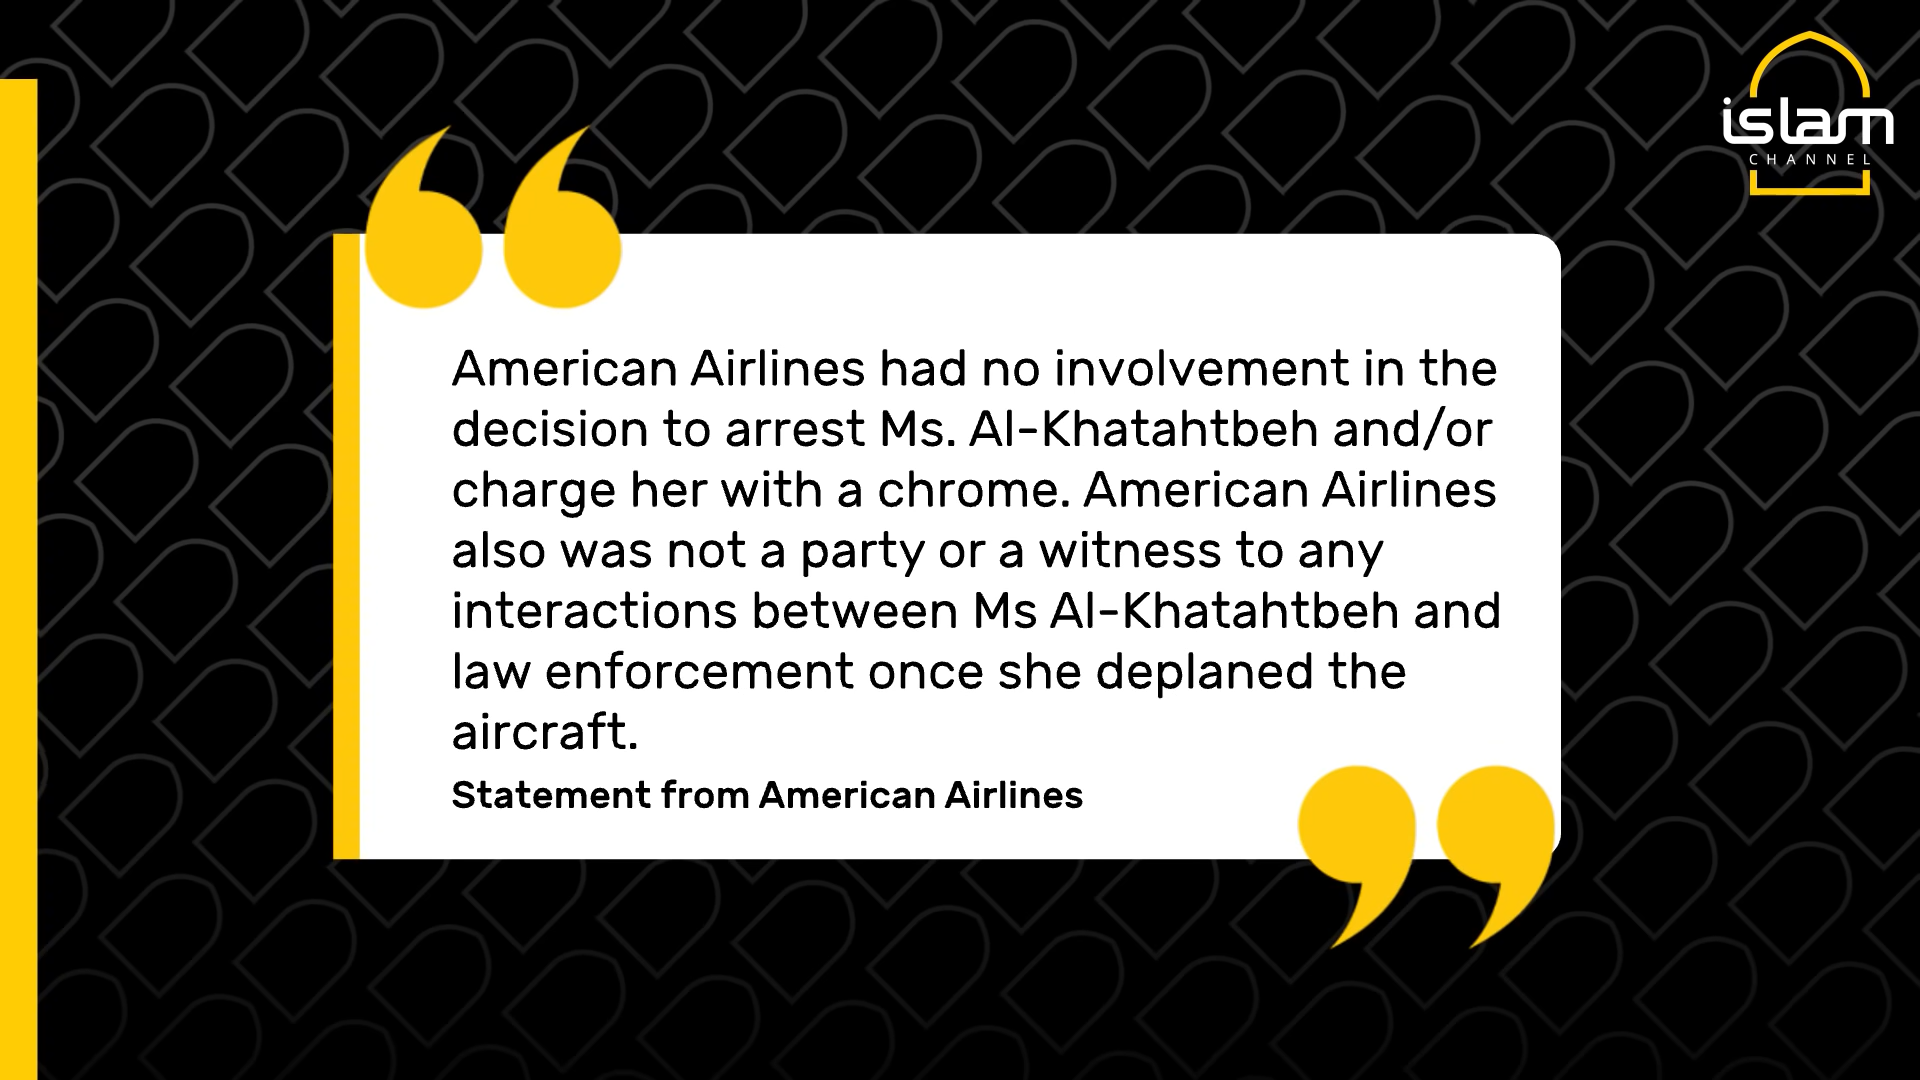 islam
CHANNEL
American Airlines had no involvement in the
decision to arrest Ms. Al-Khatahtbeh and/or
charge her with a chrome. American Airlines
also was not a party or a witness to any
interactions between Ms Al-Khatahtbeh and
law enforcement once she deplaned the
aircraft.
Statement from American Airlines